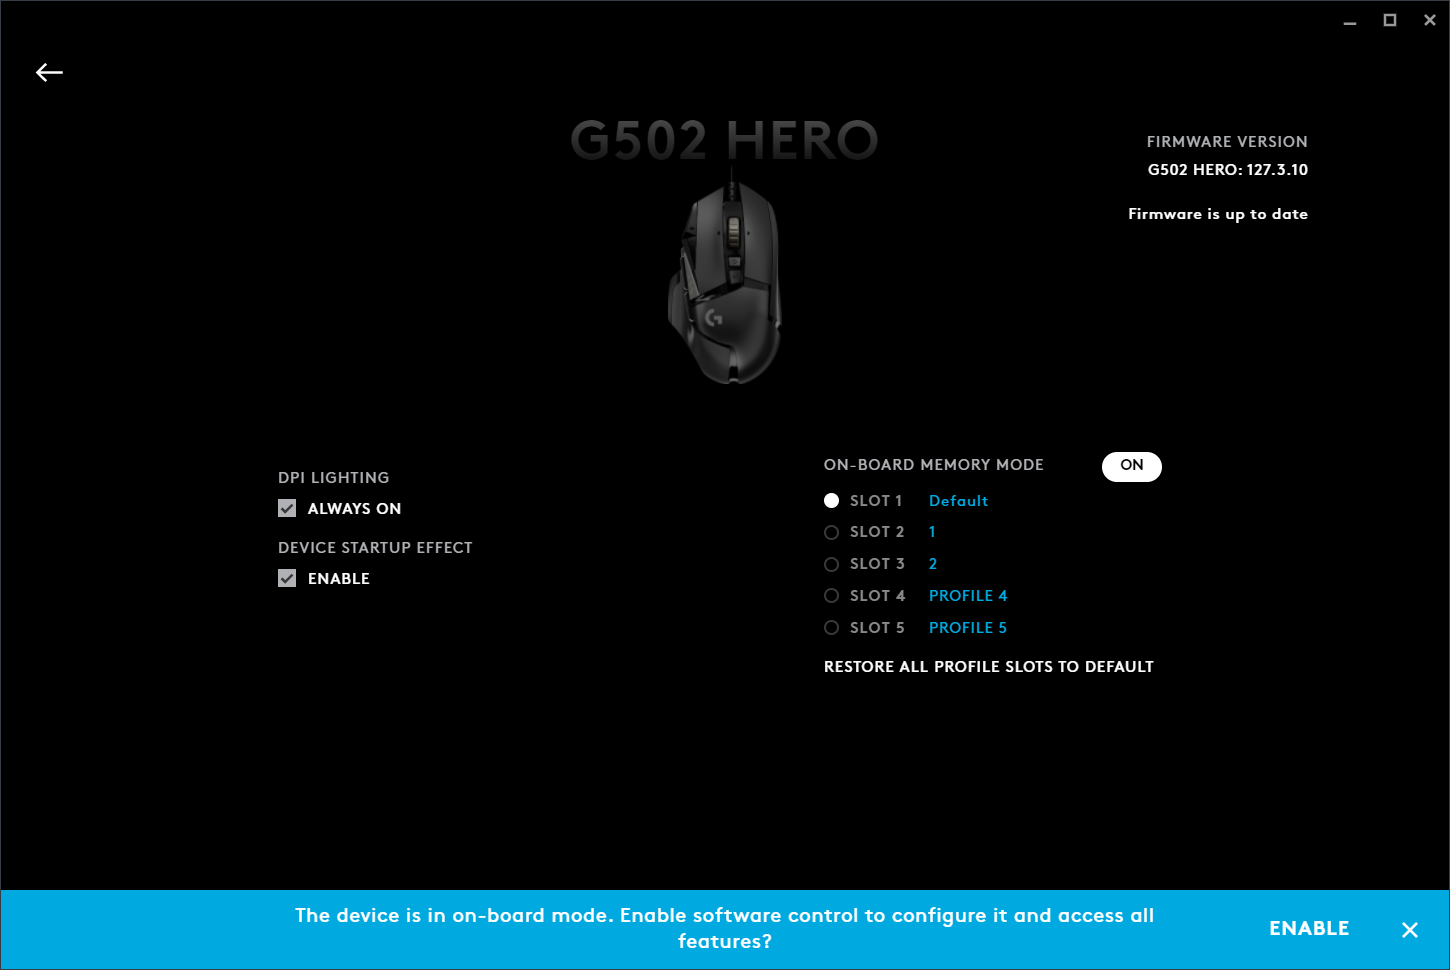 G502 HERO
FIRMWARE VERSION
G502 HERO: 127.3.10
Firmware is up to date
DPI LIGHTING
ALWAYS ON
DEVICE STARTUP EFFECT
ENABLE
ON-BOARD MEMORY MODE ON
SLOT 1 Default
SLOT 2 1
SLOT 3 2
SLOT 4 PROFILE 4
SLOT 5 PROFILE 5
RESTORE ALL PROFILE SLOTS TO DEFAULT
The device is in on-board mode. Enable software control to configure it and access all
features?
ENABLE